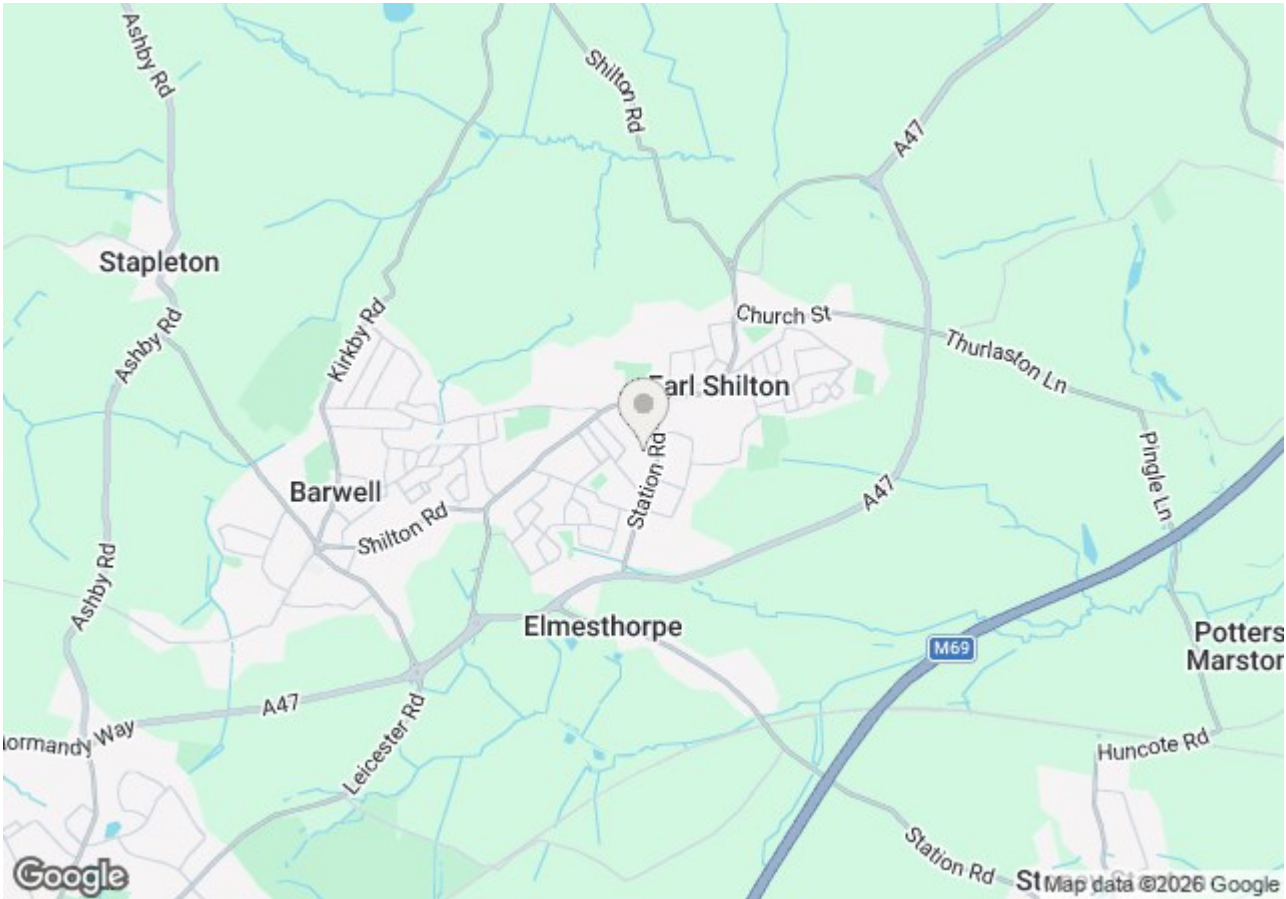 Ashby Rd
Shilton Rd
A47
Stapleton
Kirkby Rd
Church St
Thurlaston Ln
Ashby Rd
Earl Shilton
Pingle Ln
Station Rd
Barwell
A47
Shilton Rd
Ashby Rd
Elmesthorpe
M69
Potters
Marston
A47
Normandy Way
Leicester Rd
Huncote Rd
Station Rd
Google
Map data ©2026 Google